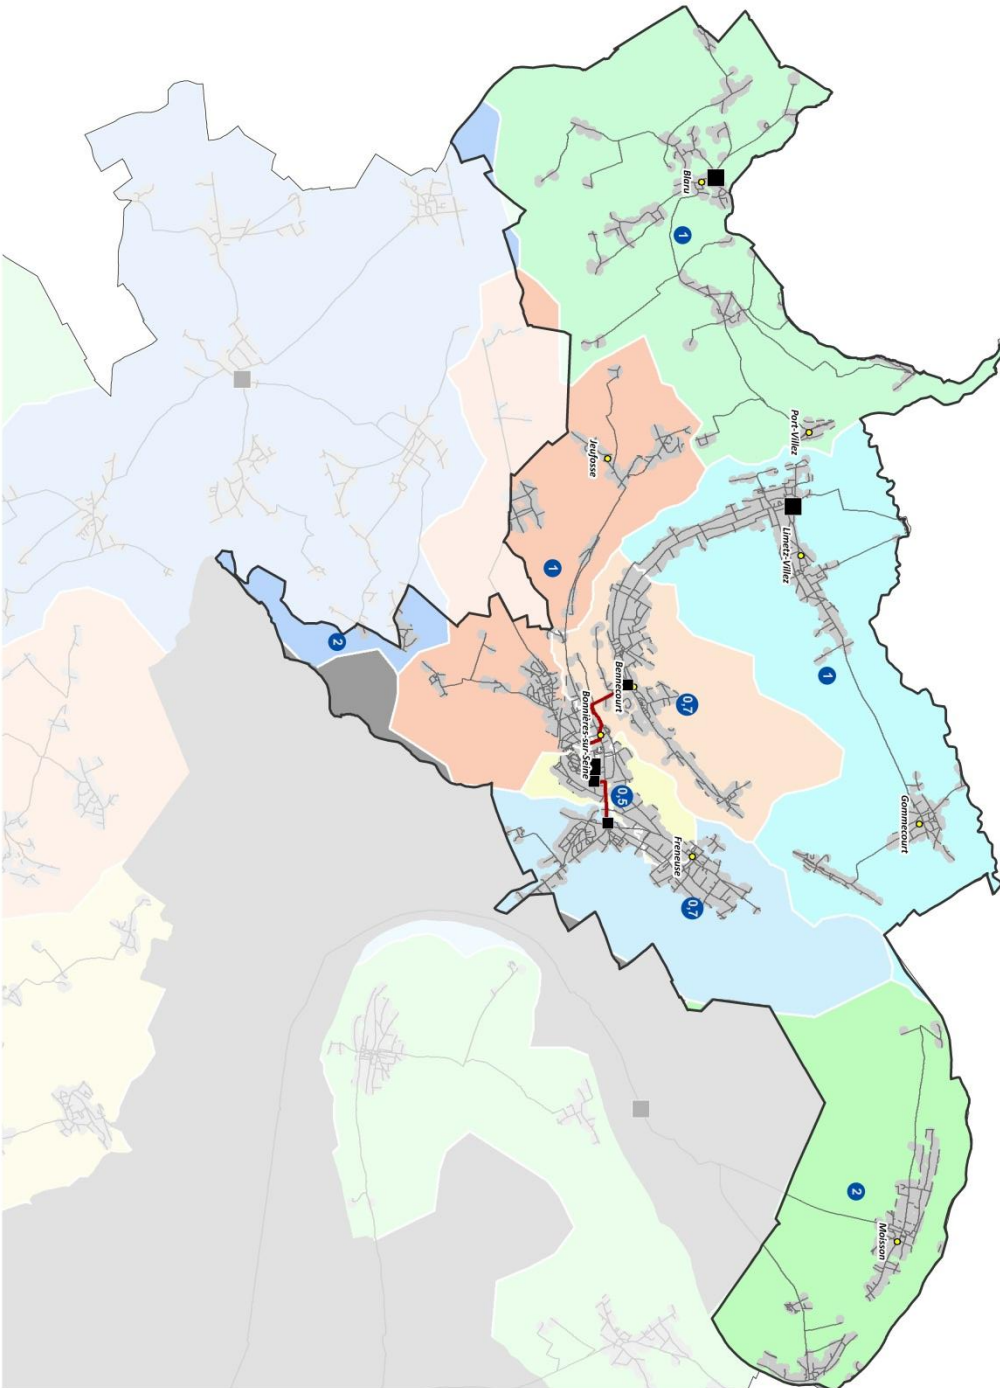 Blaru
1
Port-Villez
Jeufosse
Limetz-Villez
1
2
1
Bennecourt
0,7
Bonnières-sur-Seine
0,5
Gommecourt
Freneuse
0,7
2
Moisson